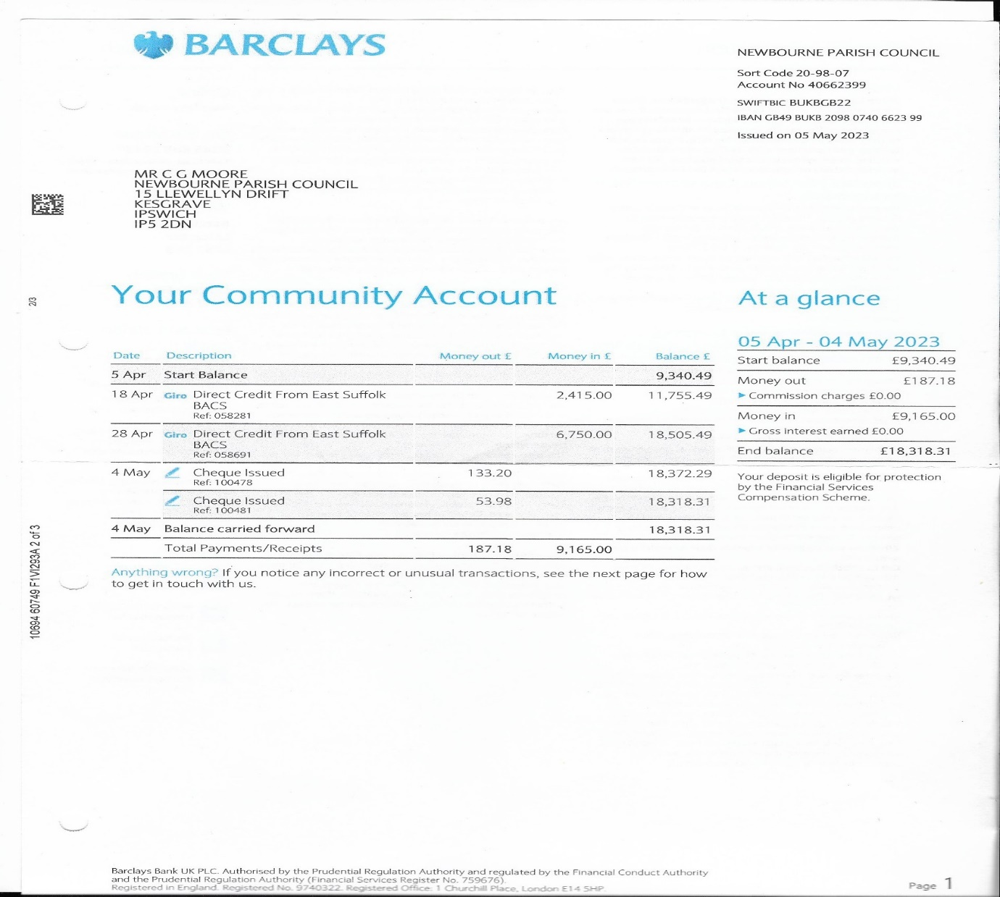 BARCLAYS
NEWBOURNE PARISH COUNCIL
Sort Code 20-98-07
Account No 40662399
SWIFTBIC BUKBGB22
IBAN GB49 BUKB 2098 0740 6623 99
Issued on 05 May 2023
MR C G MOORE
NEWBOURNE PARISH COUNCIL
15 LLEWELLYN DRIFT
KESGRAVE
IPSWICH
IP5 2DN
2/3
Your Community Account
Date Description Money out £ Money in £ Balance £
5 Apr Start Balance 9,340.49
18 Apr Giro Direct Credit From East Suffolk 2,415.00 11,755.49
BACS
Ref: 058281
28 Apr Giro Direct Credit From East Suffolk 6,750.00 18,505.49
BACS
Ref: 058691
4 May Cheque Issued 133.20 18,372.29
Ref: 100478
Cheque Issued 53.98 18,318.31
Ref: 100481
4 May Balance carried forward 18,318.31
Total Payments/Receipts 187.18 9,165.00
Anything wrong? If you notice any incorrect or unusual transactions, see the next page for how
to get in touch with us.
At a glance
05 Apr - 04 May 2023
Start balance £9,340.49
Money out £187.18
Commission charges £0.00
Money in £9,165.00
Gross interest earned £0.00
End balance £18,318.31
Your deposit is eligible for protection
by the Financial Services
Compensation Scheme.
10694 60749 F1VI293A 2 of 3
Barclays Bank UK PLC. Authorised by the Prudential Regulation Authority and regulated by the Financial Conduct Authority
and the Prudential Regulation Authority (Financial Services Register No. 759676).
Registered in England. Registered No. 9740322. Registered Office: 1 Churchill Place, London E14 5HP.
Page 1